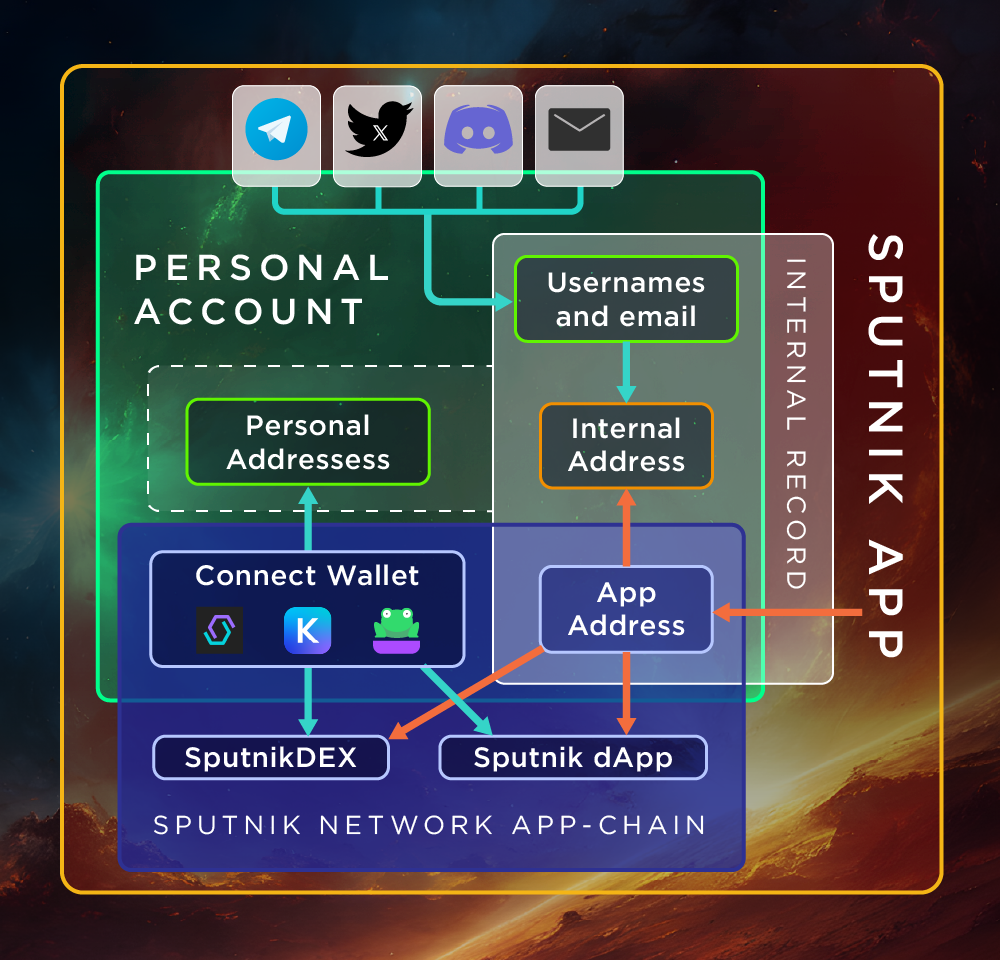 X
PERSONAL
ACCOUNT
Usernames
and email
INTERNAL RECORD
SPUTNIK APP
Personal
Addressess
Internal
Address
Connect Wallet
K
App
Address
SputnikDEX
Sputnik dApp
SPUTNIK NETWORK APP-CHAIN